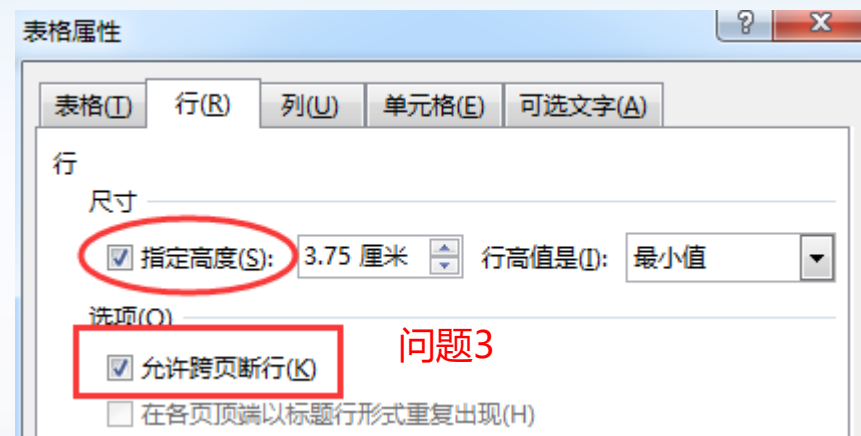 表格属性
表格(T) 行(R) 列(U) 单元格(E) 可选文字(A)
行
尺寸
指定高度(S): 3.75 厘米 行高值是(I): 最小值
选项(O)
问题3
允许跨页断行(K)
在各页顶端以标题行形式重复出现(H)